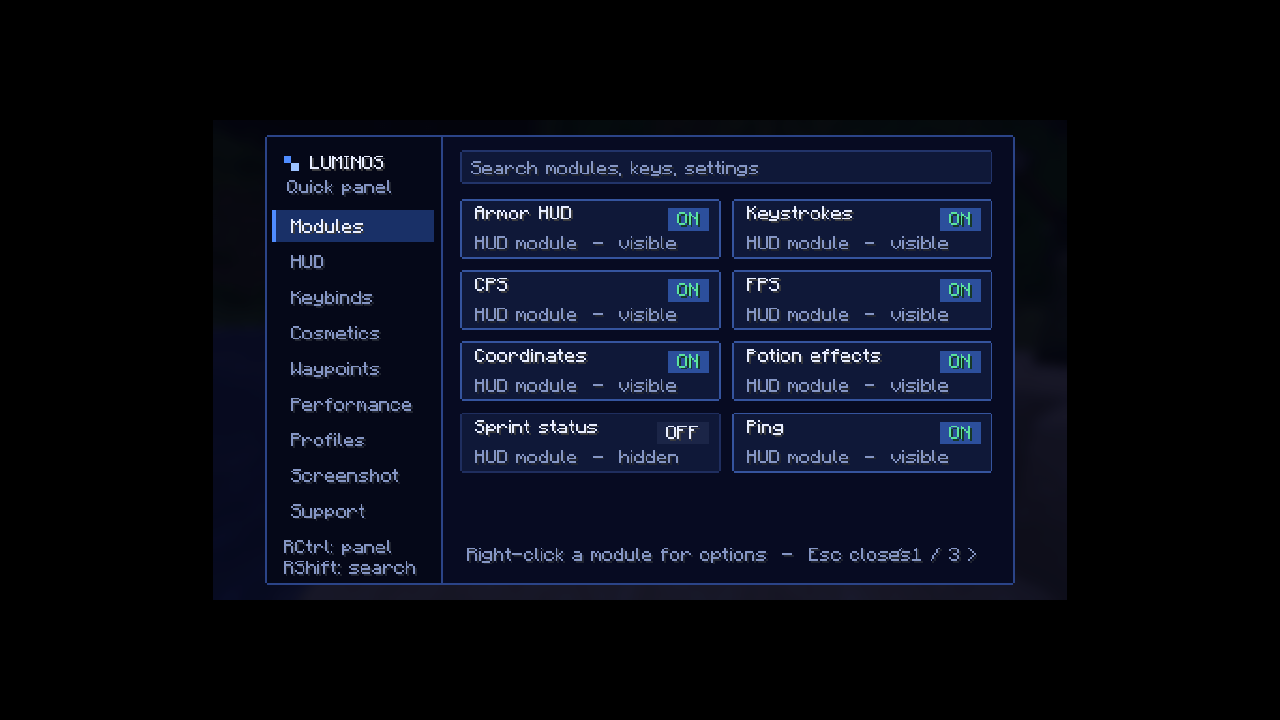 LUMINOS
Quick panel
Modules
HUD
Keybinds
Cosmetics
Waypoints
Performance
Profiles
Screenshot
Support
RCtrl: panel
RShift: search
Search modules, keys, settings
Armor HUD
ON
HUD module - visible
Keystrokes
ON
HUD module - visible
CPS
ON
HUD module - visible
FPS
ON
HUD module - visible
Coordinates
ON
HUD module - visible
Potion effects
ON
HUD module - visible
Sprint status
OFF
HUD module - hidden
Ping
ON
HUD module - visible
Right-click a module for options - Esc closes
1 / 3 >